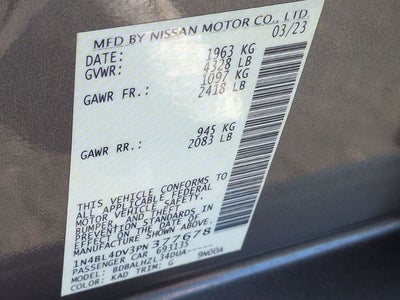 MFD BY NISSAN MOTOR CO., LTD
DATE: 03/23
GVWR: 1963 KG
4328 LB
GAWR FR.: 1097 KG
2418 LB
GAWR RR.: 945 KG
2083 LB
THIS VEHICLE CONFORMS TO
ALL APPLICABLE FEDERAL
MOTOR VEHICLE SAFETY,
BUMPER, AND THEFT
PREVENTION STANDARDS IN
EFFECT ON THE DATE OF
MANUFACTURE SHOWN ABOVE.
1N4BL4DV3PN377678
PASSENGER CAR 69313S
MODEL: BDBALHZL34DUA-----
COLOR: KAD TRIM: G 9N00A